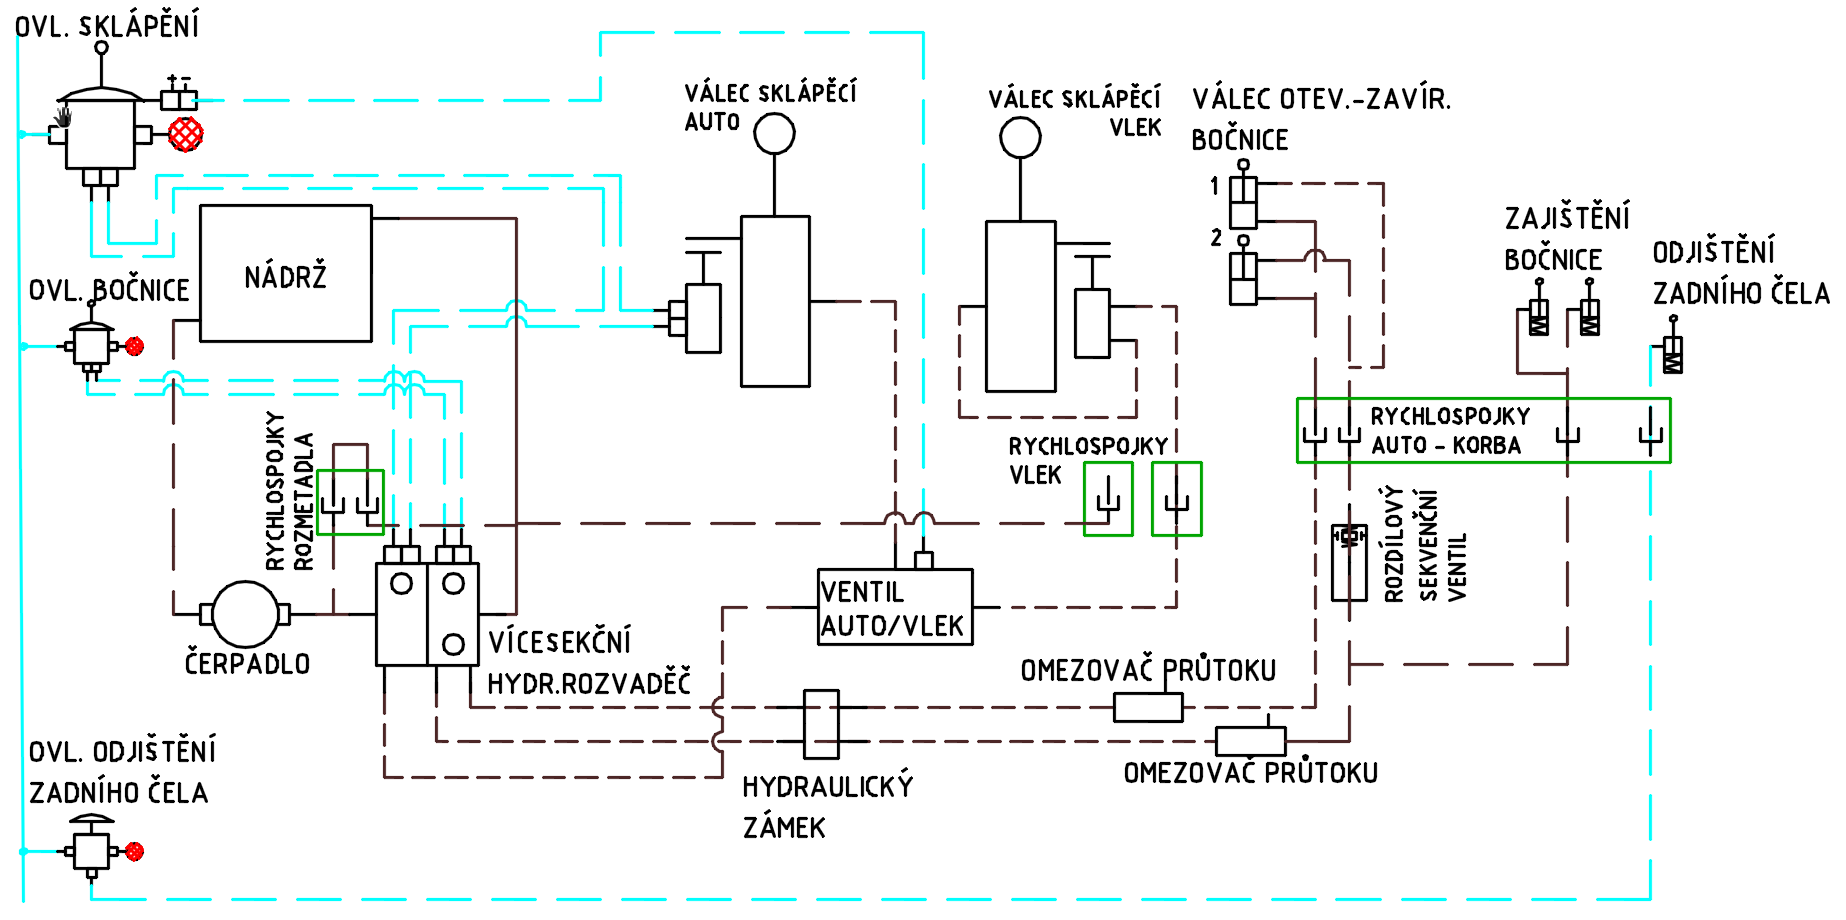 OVL. SKLÁPĚNÍ
+ -
VÁLEC SKLÁPĚCÍ
AUTO
VÁLEC SKLÁPĚCÍ
VLEK
VÁLEC OTEV.-ZAVÍR.
BOČNICE
1
2
ZAJIŠTĚNÍ
BOČNICE
ODJIŠTĚNÍ
ZADNÍHO ČELA
NÁDRŽ
OVL. BOČNICE
RYCHLOSPOJKY
ROZMETADLA
RYCHLOSPOJKY
VLEK
RYCHLOSPOJKY
AUTO - KORBA
ROZDÍLOVÝ
SEKVENČNÍ
VENTIL
VENTIL
AUTO/VLEK
ČERPADLO
VÍCESEKČNÍ
HYDR.ROZVADĚČ
OMEZOVAČ PRŮTOKU
OMEZOVAČ PRŮTOKU
HYDRAULICKÝ
ZÁMEK
OVL. ODJIŠTĚNÍ
ZADNÍHO ČELA